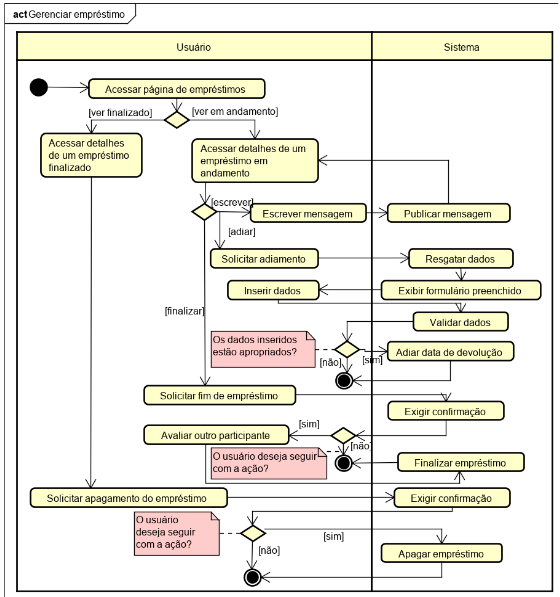 act Gerenciar empréstimo
Usuário
Sistema
Acessar página de empréstimos
[ver finalizado]
[ver em andamento]
Acessar detalhes
de um empréstimo
finalizado
Acessar detalhes de um
empréstimo em
andamento
[escrever]
Escrever mensagem
Publicar mensagem
[adiar]
Solicitar adiamento
Resgatar dados
Inserir dados
Exibir formulário preenchido
[finalizar]
Validar dados
Os dados inseridos
estão apropriados?
[não]
[sim]
Adiar data de devolução
Solicitar fim de empréstimo
Exigir confirmação
[sim]
Avaliar outro participante
[não]
O usuário deseja seguir
com a ação?
Finalizar empréstimo
Solicitar apagamento do empréstimo
Exigir confirmação
O usuário
deseja seguir
com a ação?
[não]
[sim]
Apagar empréstimo